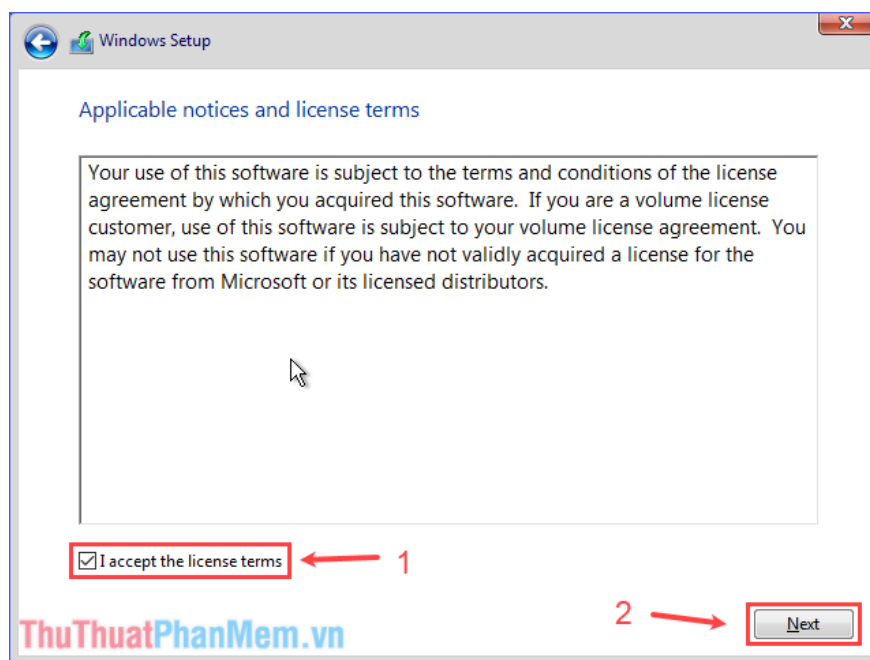 Windows Setup
Applicable notices and license terms
Your use of this software is subject to the terms and conditions of the license
agreement by which you acquired this software.  If you are a volume license
customer, use of this software is subject to your volume license agreement.  You
may not use this software if you have not validly acquired a license for the
software from Microsoft or its licensed distributors.
I accept the license terms 1
2 Next
ThuThuatPhanMem.vn